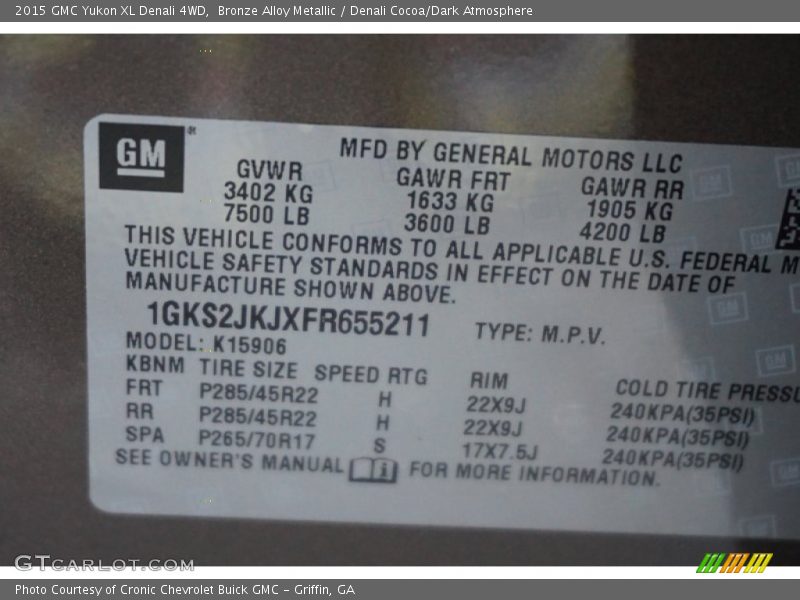 2015 GMC Yukon XL Denali 4WD, Bronze Alloy Metallic / Denali Cocoa/Dark Atmosphere
GM
MFD BY GENERAL MOTORS LLC
GVWR GAWR FRT GAWR RR
3402 KG 1633 KG 1905 KG
7500 LB 3600 LB 4200 LB
THIS VEHICLE CONFORMS TO ALL APPLICABLE U.S. FEDERAL M
VEHICLE SAFETY STANDARDS IN EFFECT ON THE DATE OF
MANUFACTURE SHOWN ABOVE.
1GKS2JKJXFR655211 TYPE: M.P.V.
MODEL: K15906
KBNM TIRE SIZE SPEED RTG RIM COLD TIRE PRESSU
FRT P285/45R22 H 22X9J 240KPA(35PSI)
RR P285/45R22 H 22X9J 240KPA(35PSI)
SPA P265/70R17 S 17X7.5J 240KPA(35PSI)
SEE OWNER'S MANUAL FOR MORE INFORMATION.
GTCARLOT.COM
Photo Courtesy of Cronic Chevrolet Buick GMC – Griffin, GA